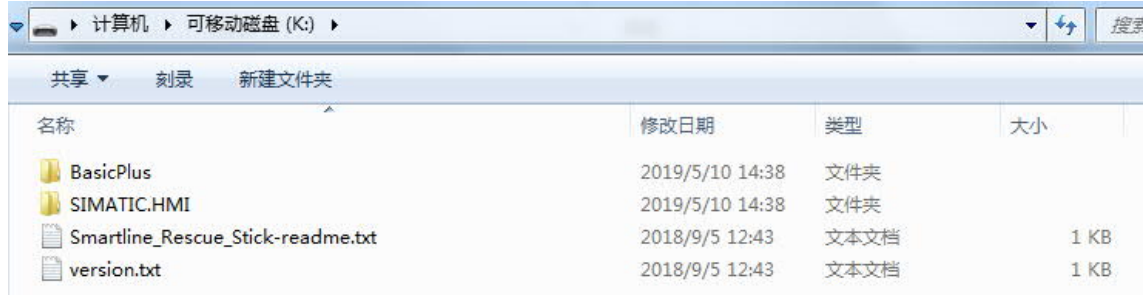 计算机 可移动磁盘 (K:)
共享 刻录 新建文件夹
名称 修改日期 类型 大小
BasicPlus 2019/5/10 14:38 文件夹
SIMATIC.HMI 2019/5/10 14:38 文件夹
Smartline_Rescue_Stick-readme.txt 2018/9/5 12:43 文本文档 1 KB
version.txt 2018/9/5 12:43 文本文档 1 KB